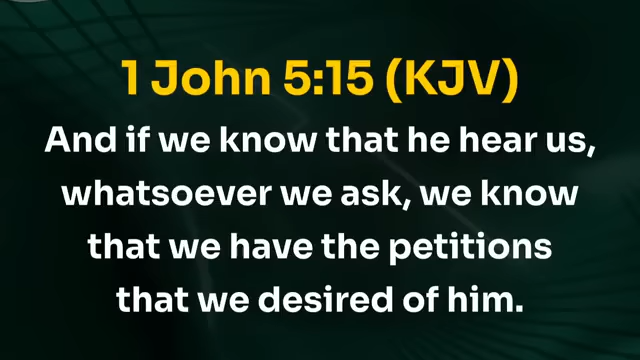 1 John 5:15 (KJV)
And if we know that he hear us,
whatsoever we ask, we know
that we have the petitions
that we desired of him.